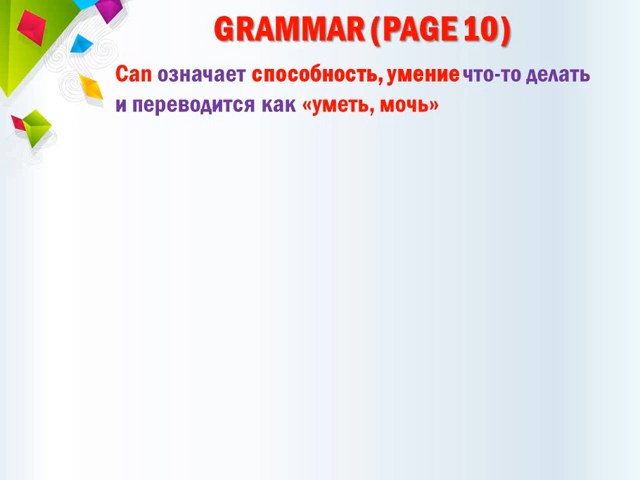 GRAMMAR (PAGE 10)
Can означает способность, умение что-то делать
и переводится как «уметь, мочь»